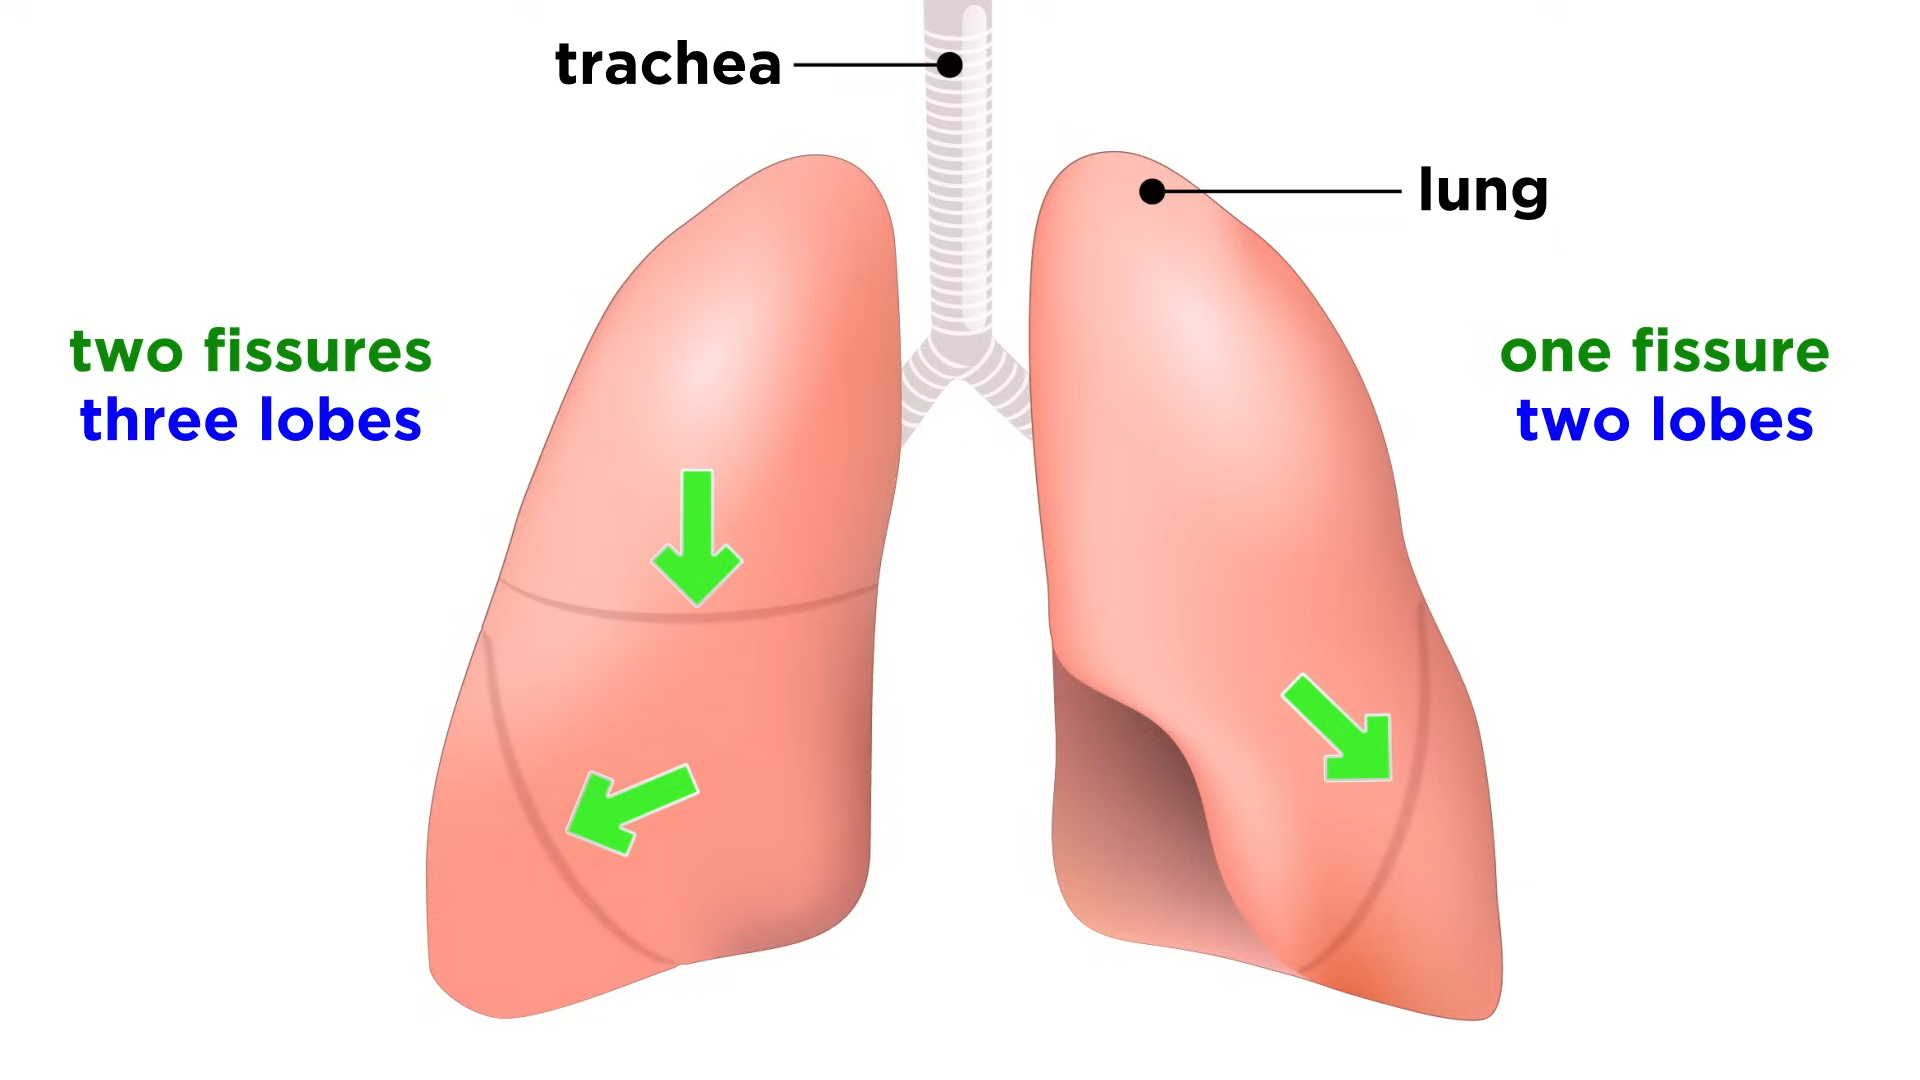 trachea
lung
two fissures
three lobes
one fissure
two lobes